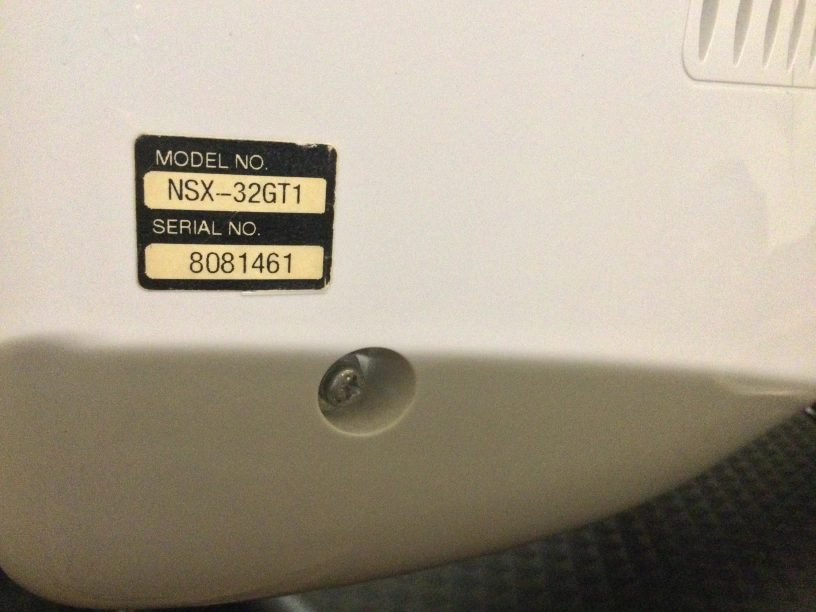 MODEL NO.
NSX-32GT1
SERIAL NO.
8081461